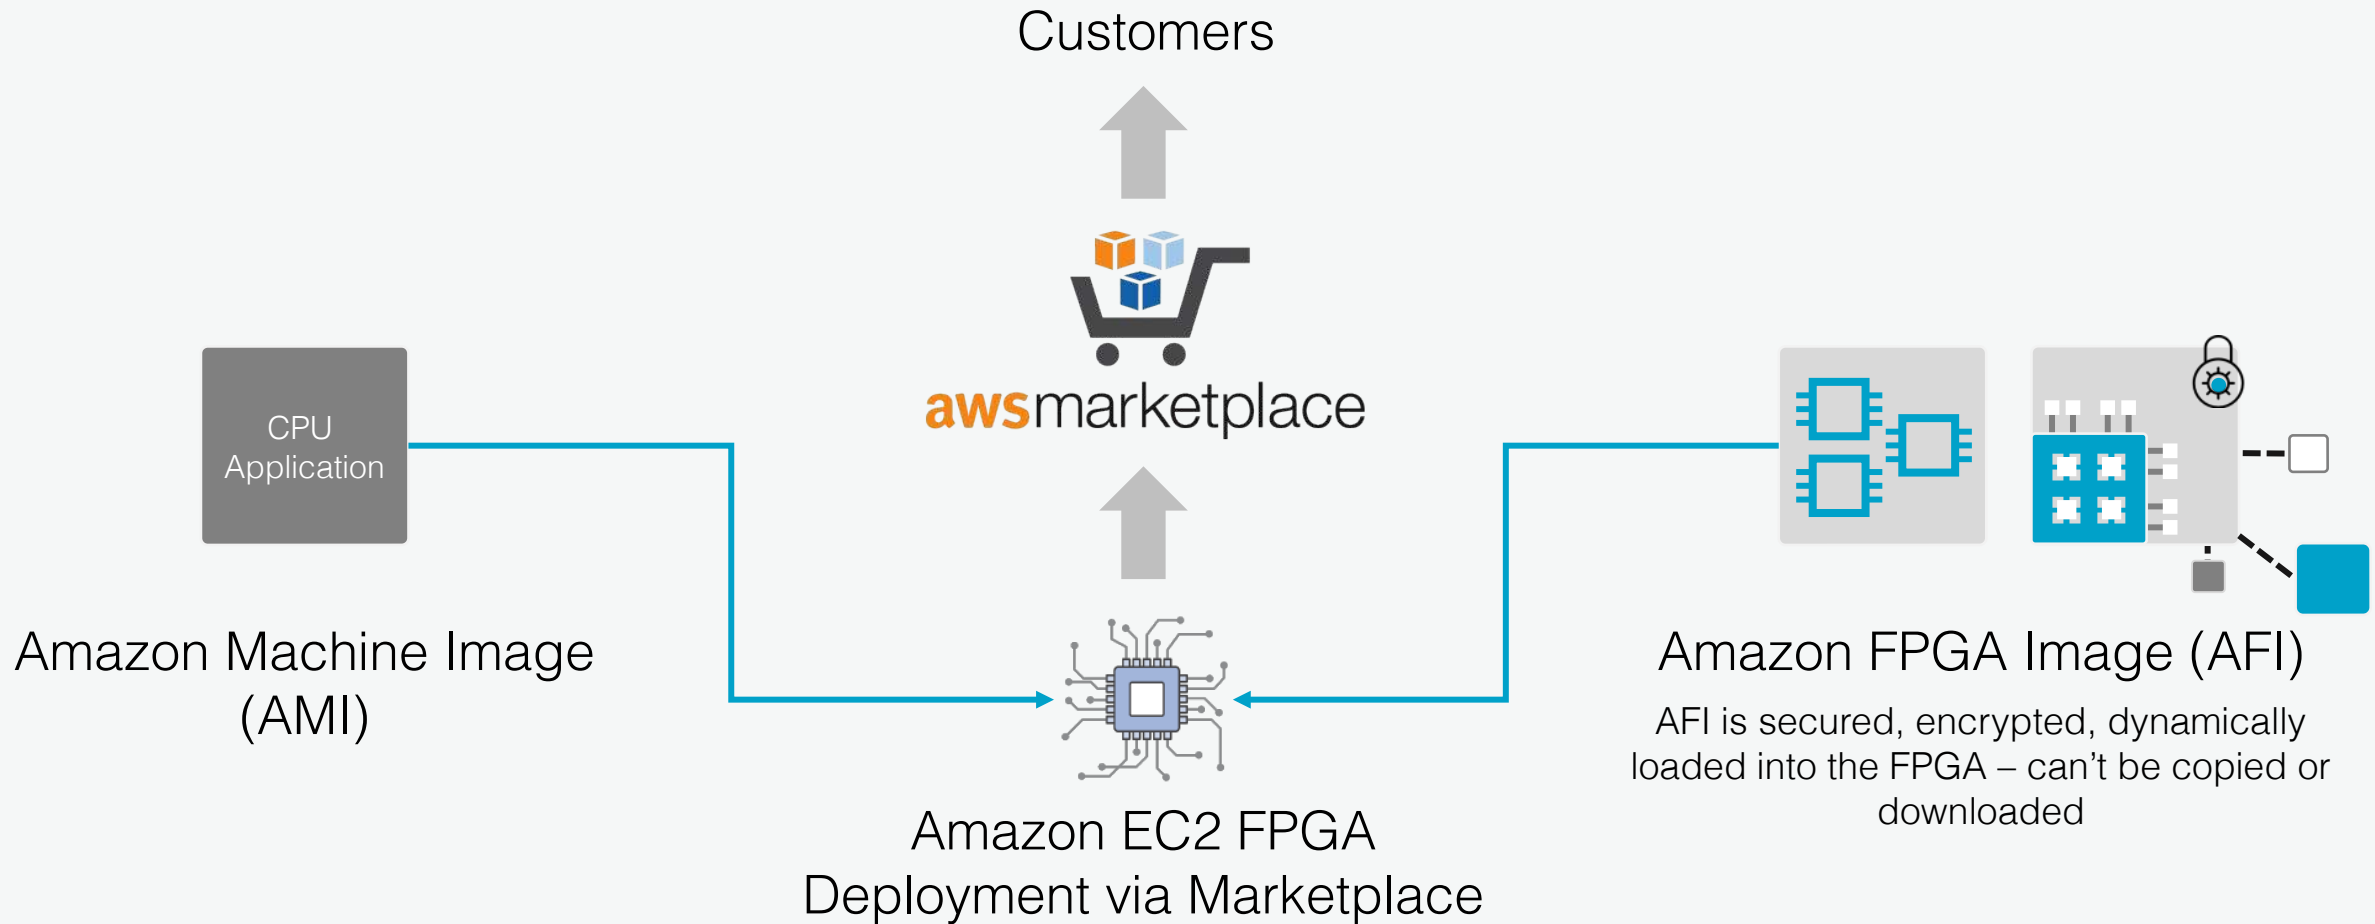 Customers
awsmarketplace
CPU
Application
Amazon Machine Image
(AMI)
Amazon EC2 FPGA
Deployment via Marketplace
Amazon FPGA Image (AFI)
AFI is secured, encrypted, dynamically
loaded into the FPGA – can’t be copied or
downloaded